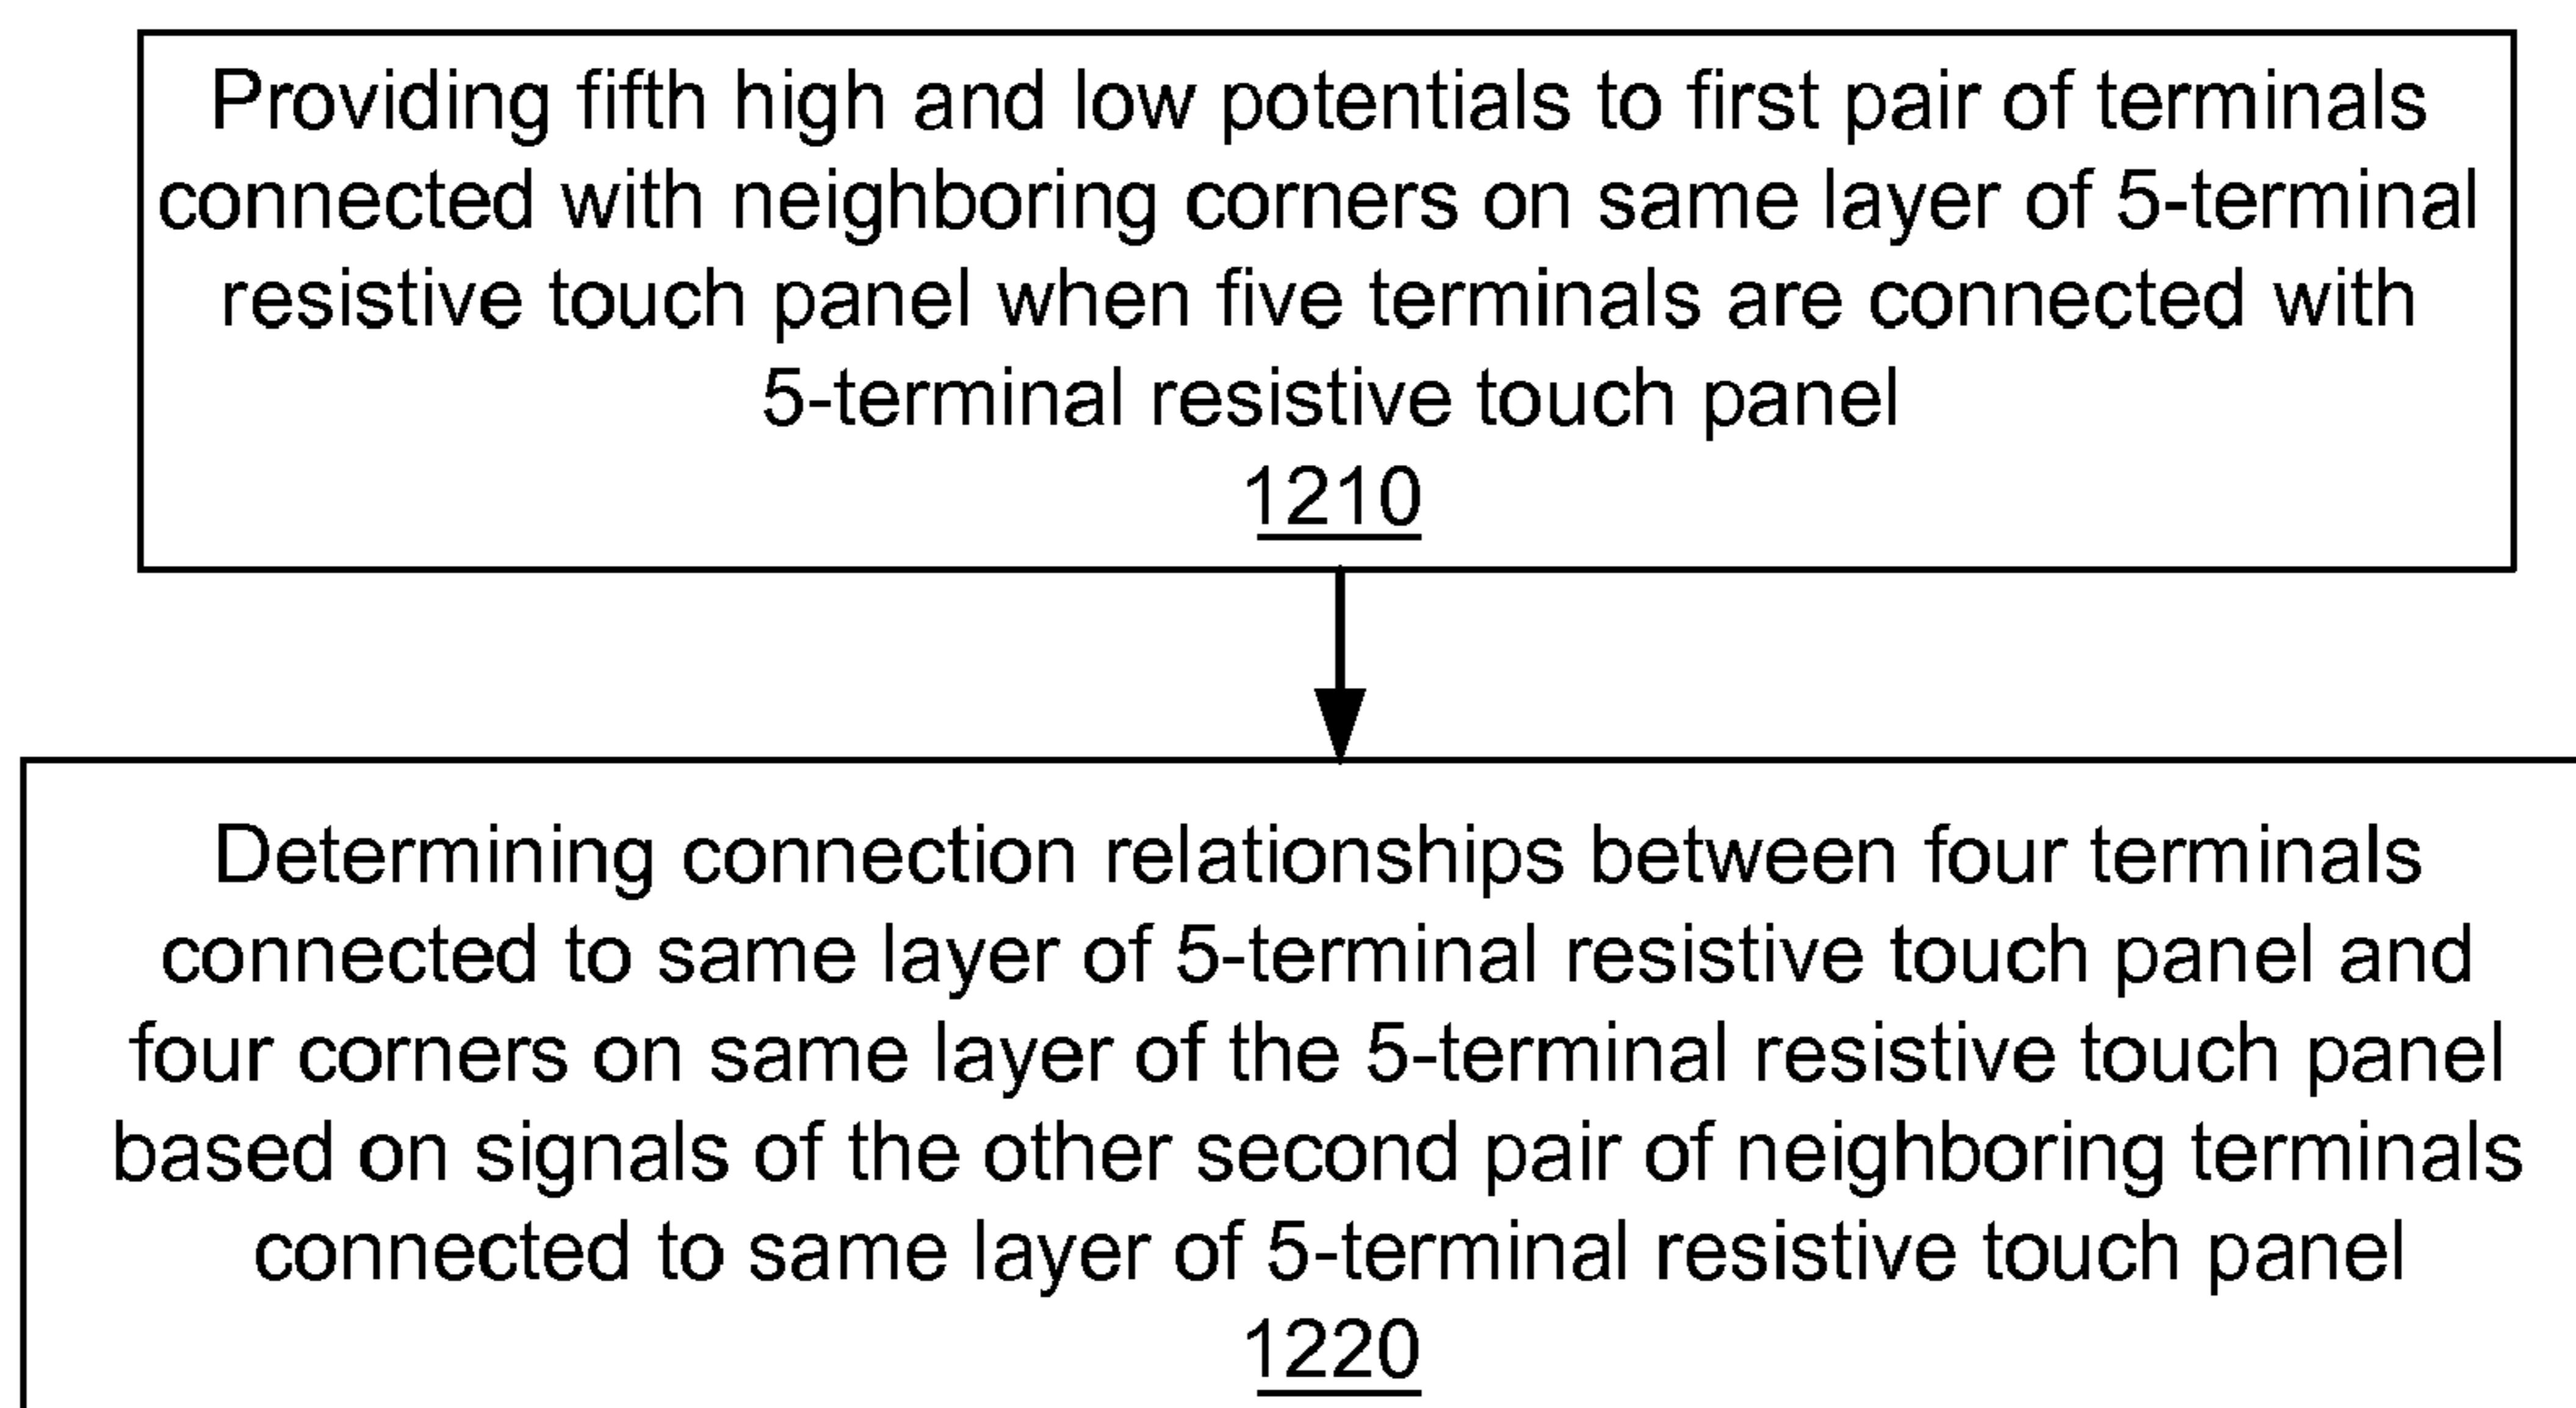 Providing fifth high and low potentials to first pair of terminals
connected with neighboring corners on same layer of 5-terminal
resistive touch panel when five terminals are connected with
5-terminal resistive touch panel
1210
Determining connection relationships between four terminals
connected to same layer of 5-terminal resistive touch panel and
four corners on same layer of the 5-terminal resistive touch panel
based on signals of the other second pair of neighboring terminals
connected to same layer of 5-terminal resistive touch panel
1220